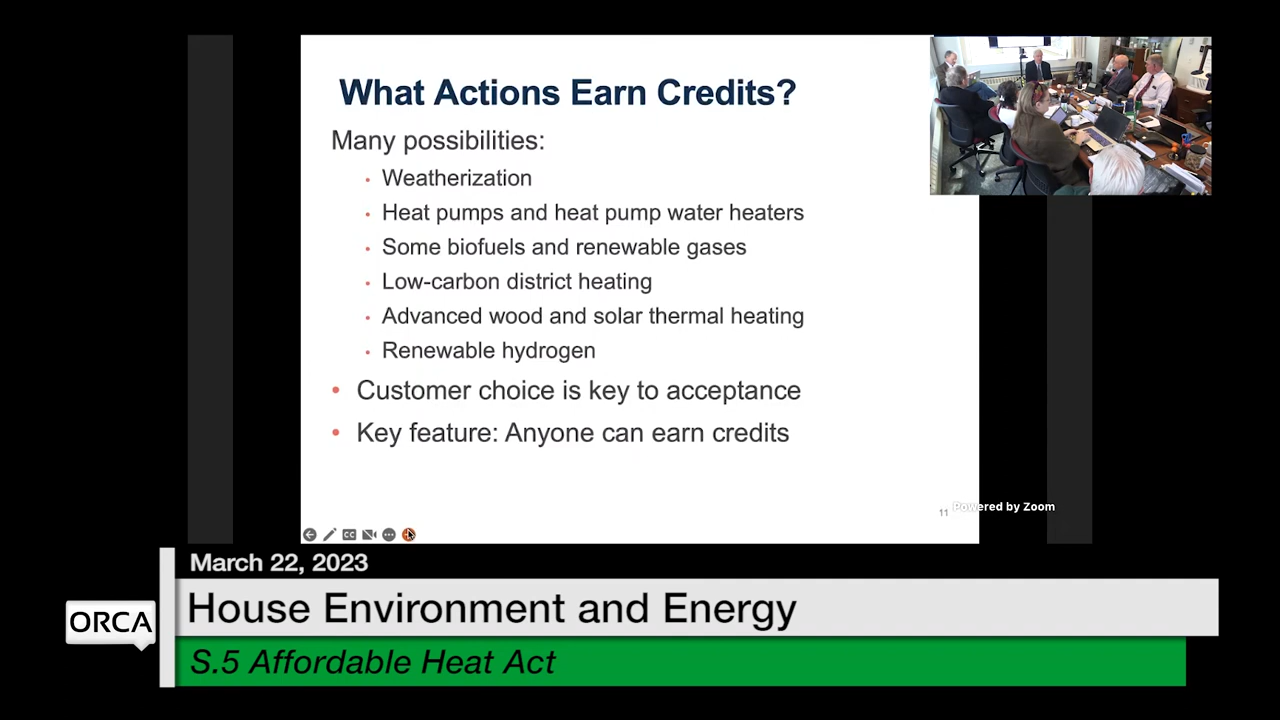 What Actions Earn Credits?
Many possibilities:
• Weatherization
• Heat pumps and heat pump water heaters
• Some biofuels and renewable gases
• Low-carbon district heating
• Advanced wood and solar thermal heating
• Renewable hydrogen
• Customer choice is key to acceptance
• Key feature: Anyone can earn credits
11
Powered by Zoom
CC
March 22, 2023
House Environment and Energy
ORCA
S.5 Affordable Heat Act